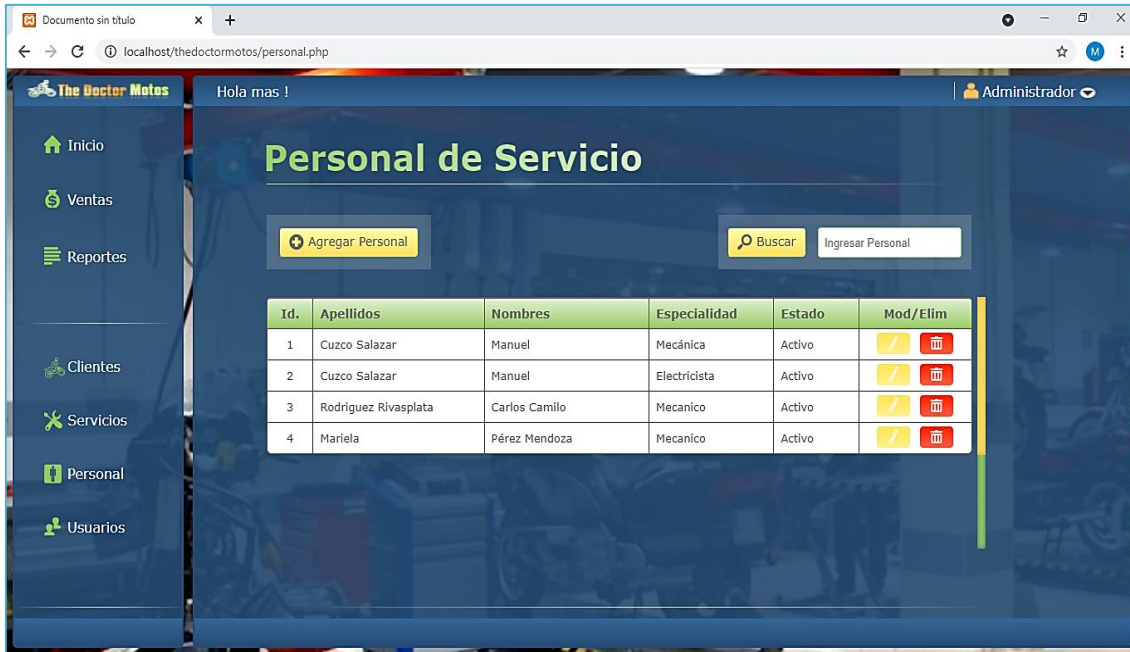 Documento sin título
localhost/thedoctormotos/personal.php
M
The Doctor Motos
Hola mas !
Administrador
Inicio
Ventas
Reportes
Clientes
Servicios
Personal
Usuarios
Personal de Servicio
Agregar Personal
Buscar
Ingresar Personal
Id. Apellidos Nombres Especialidad Estado Mod/Elim
1 Cuzco Salazar Manuel Mecánica Activo
2 Cuzco Salazar Manuel Electricista Activo
3 Rodriguez Rivasplata Carlos Camilo Mecanico Activo
4 Mariela Pérez Mendoza Mecanico Activo